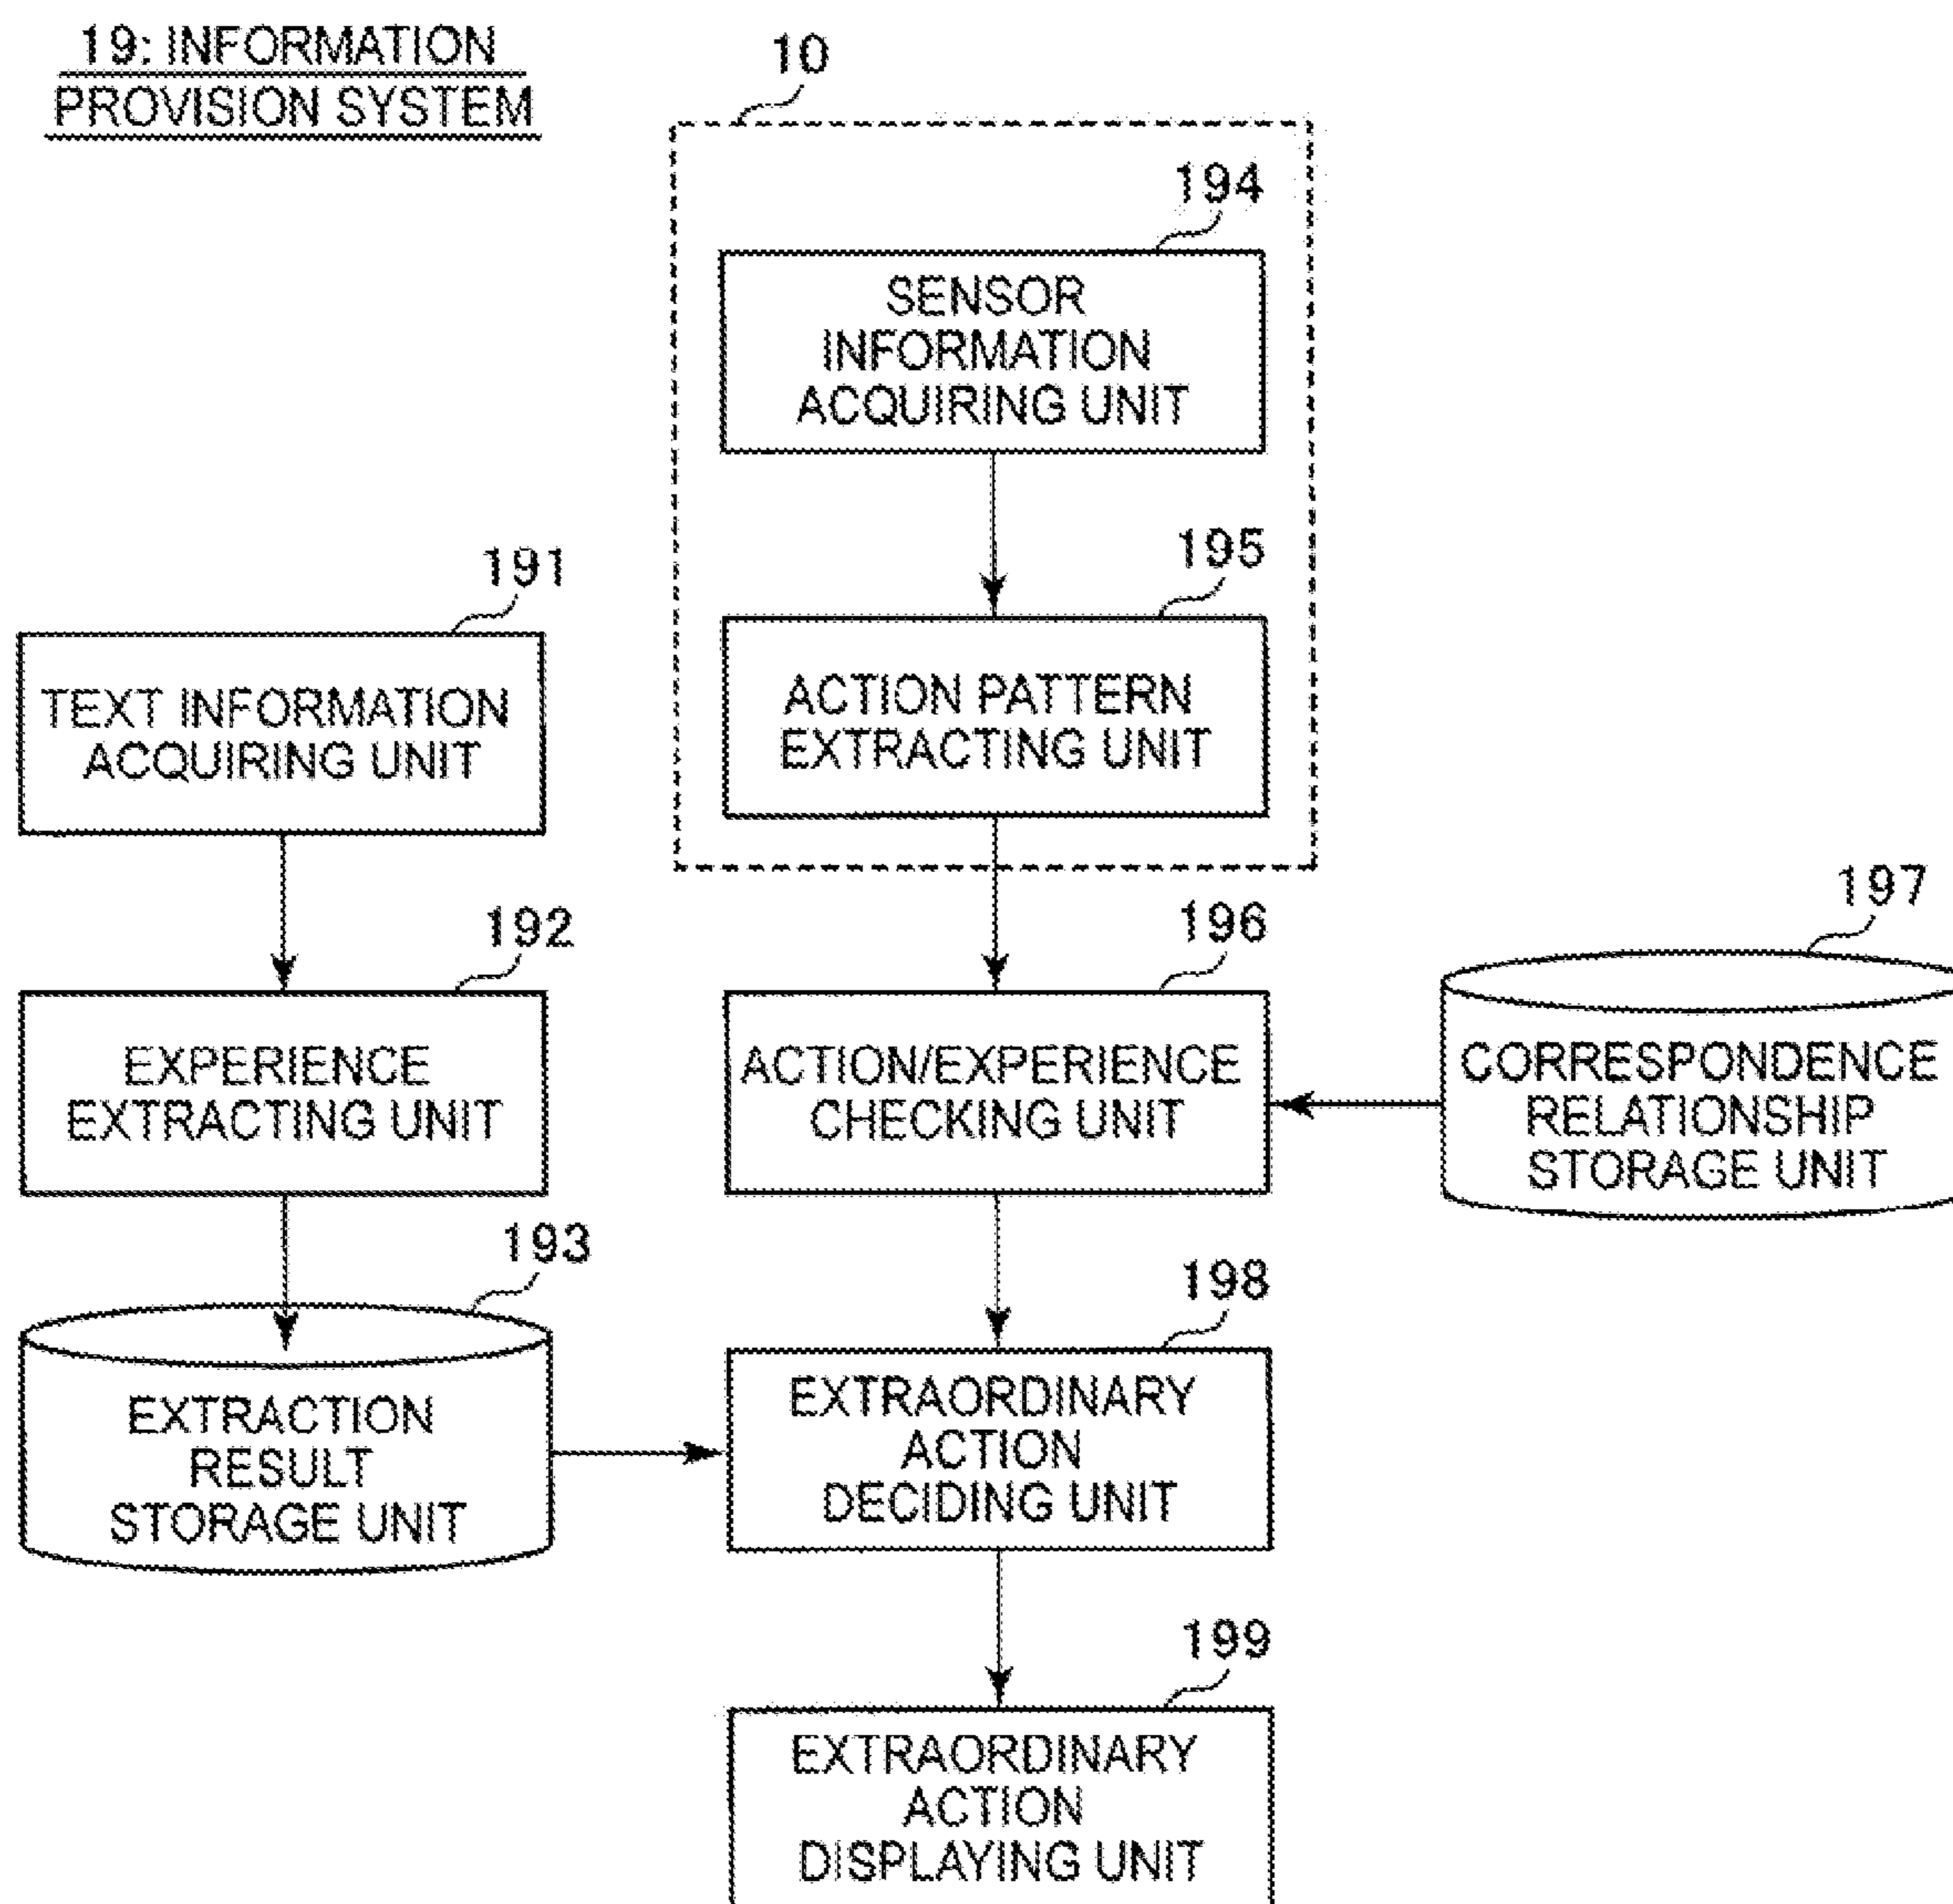 19: INFORMATION
PROVISION SYSTEM
10
194
SENSOR
INFORMATION
ACQUIRING UNIT
195
ACTION PATTERN
EXTRACTING UNIT
191
TEXT INFORMATION
ACQUIRING UNIT
192
EXPERIENCE
EXTRACTING UNIT
196
ACTION/EXPERIENCE
CHECKING UNIT
197
CORRESPONDENCE
RELATIONSHIP
STORAGE UNIT
193
EXTRACTION
RESULT
STORAGE UNIT
198
EXTRAORDINARY
ACTION
DECIDING UNIT
199
EXTRAORDINARY
ACTION
DISPLAYING UNIT